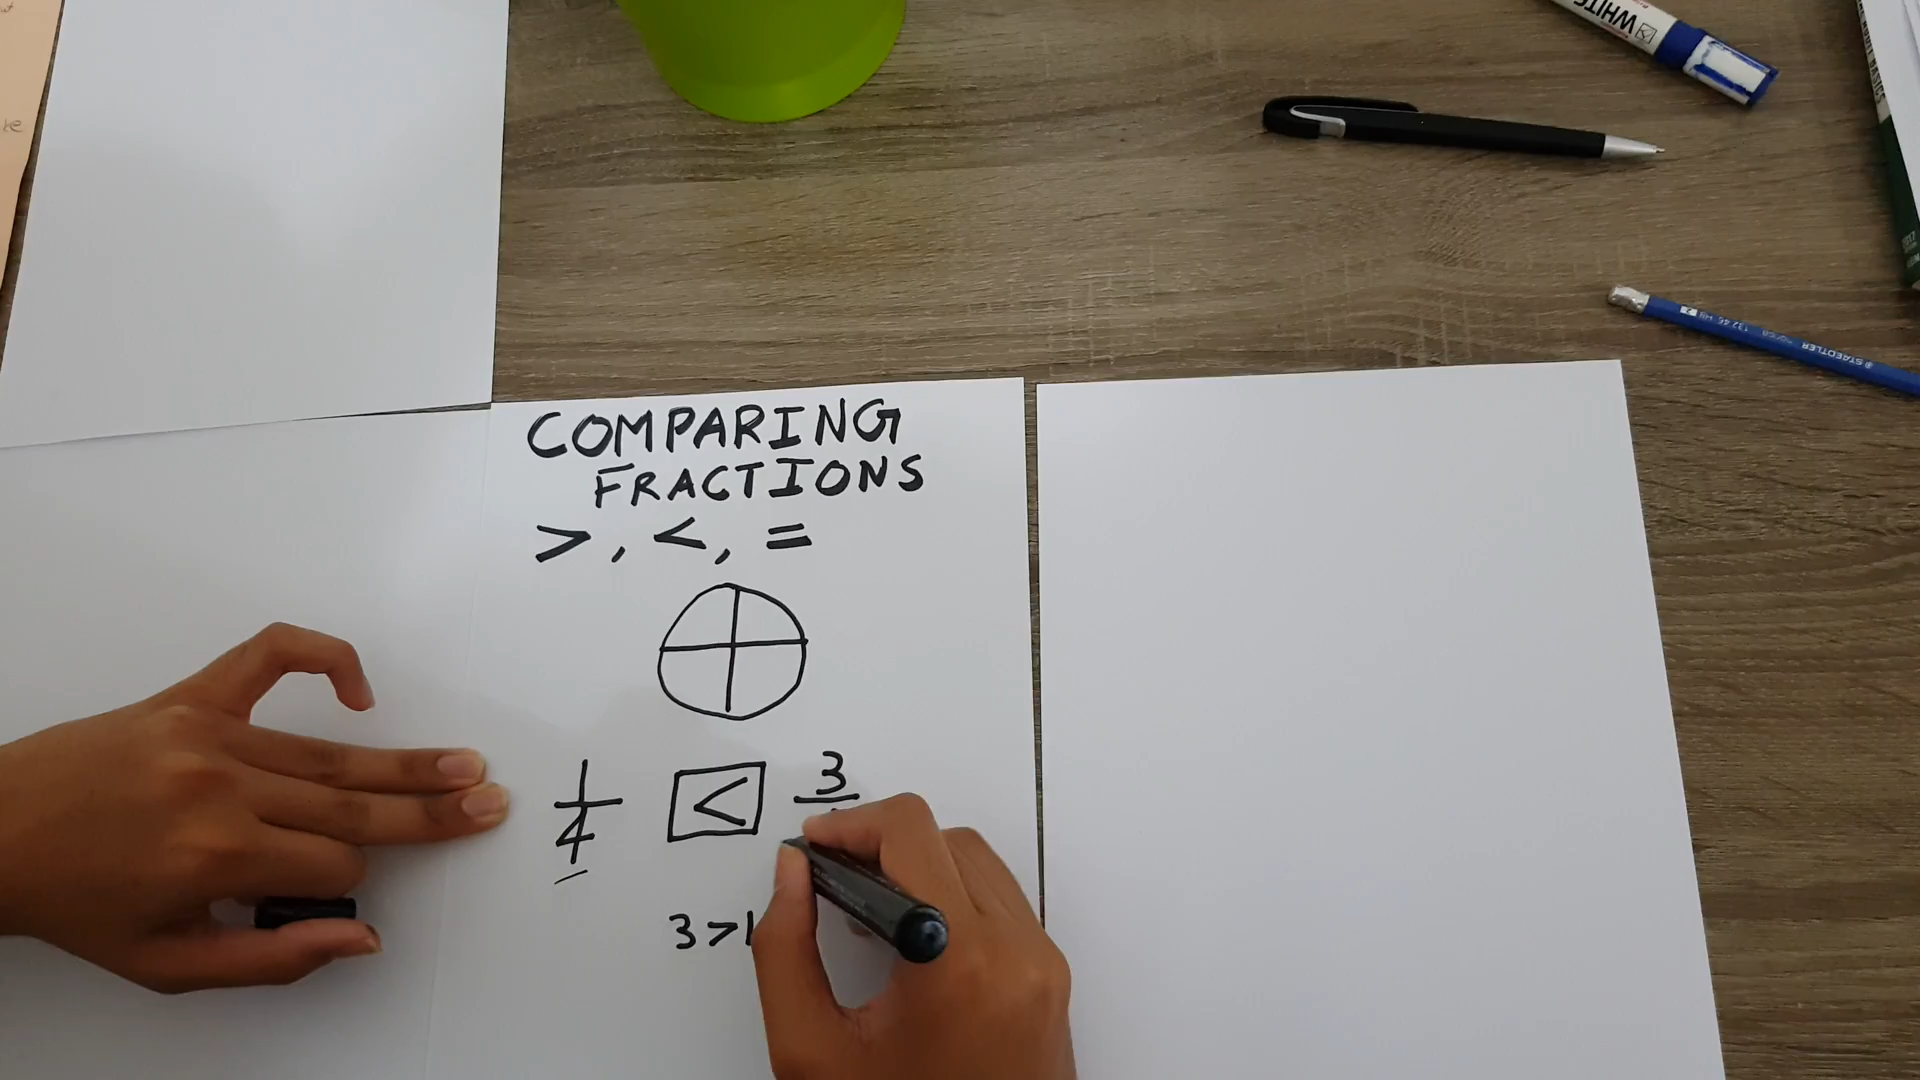 COMPARING
FRACTIONS
>, <, =
1 < 3
4
3>1
WHITE
STAEDTLER